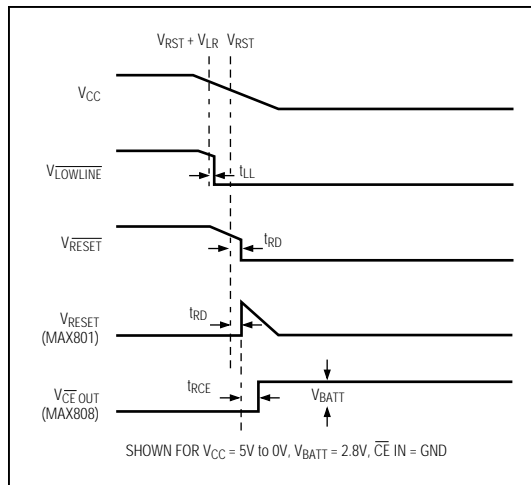 VRST + VLR VRST
VCC
VLOWLINE
tLL
VRESET
tRD
VRESET
(MAX801)
tRD
VCE OUT
(MAX808)
tRCE
VBATT
SHOWN FOR VCC = 5V to 0V, VBATT = 2.8V, CE IN = GND